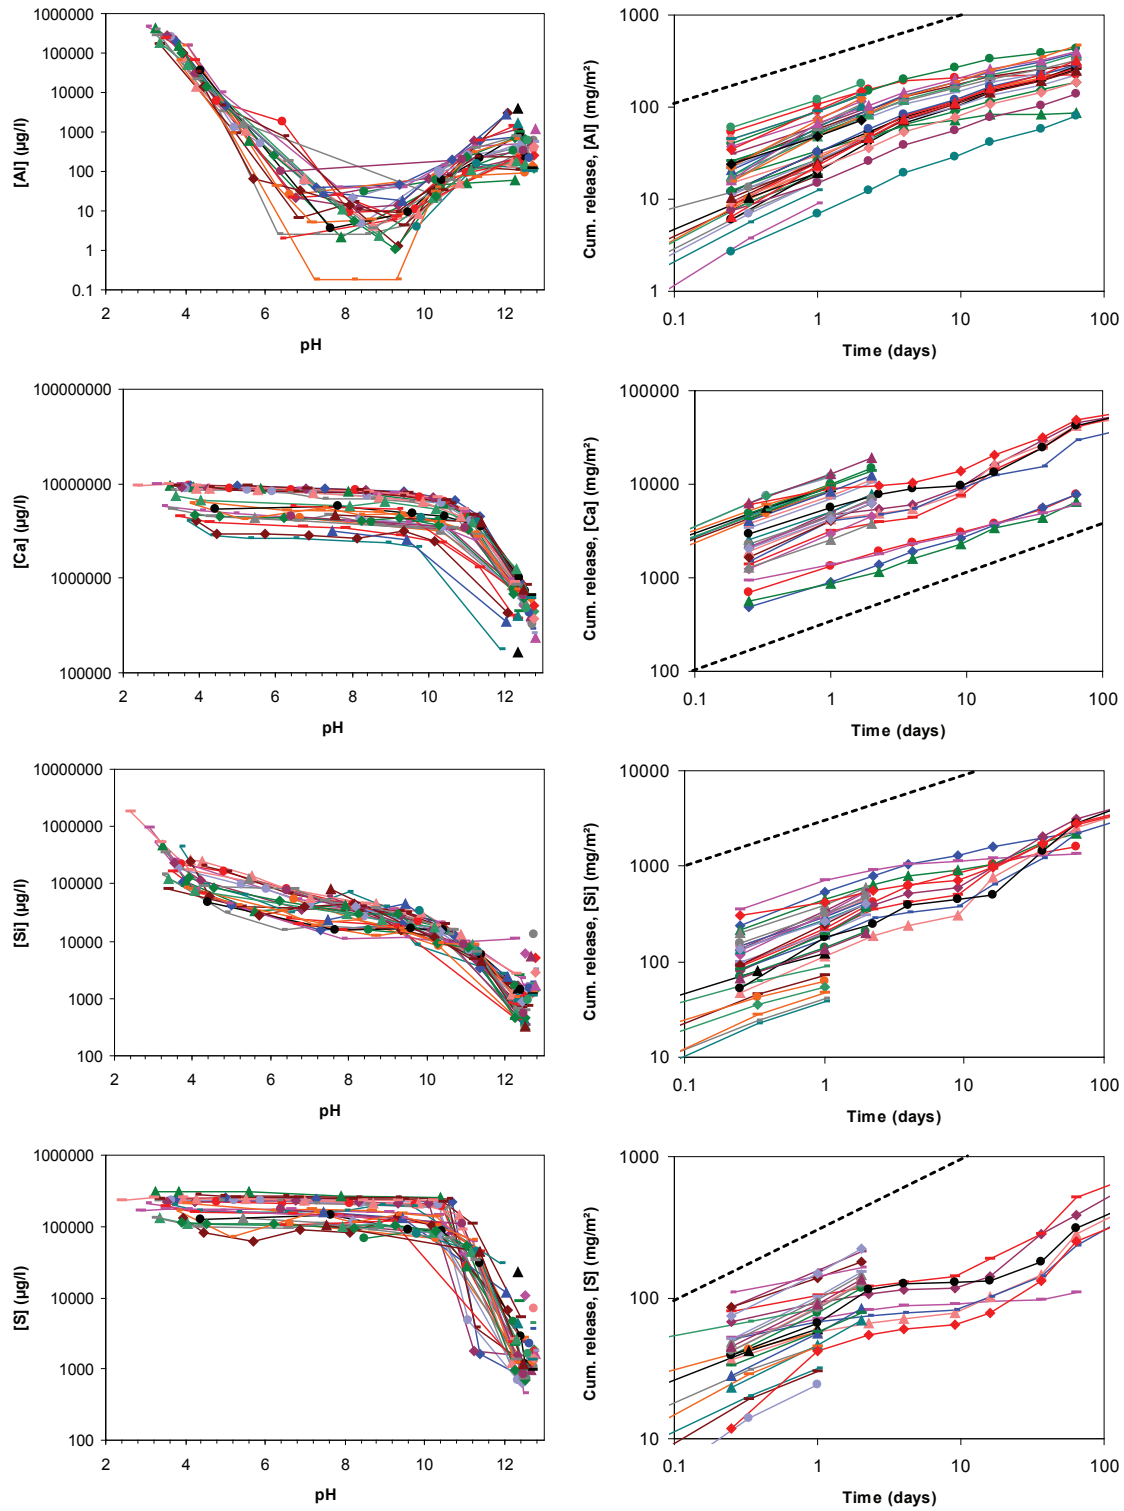 1000000
100000
10000
1000
100
10
1
0.1
[Al] (µg/l)
2 4 6 8 10 12
pH
1000
100
10
1
Cum. release, [Al] (mg/m²)
0.1 1 10 100
Time (days)
100000000
10000000
1000000
100000
[Ca] (µg/l)
2 4 6 8 10 12
pH
100000
10000
1000
100
Cum. release, [Ca] (mg/m²)
0.1 1 10 100
Time (days)
10000000
1000000
100000
10000
1000
100
[Si] (µg/l)
2 4 6 8 10 12
pH
10000
1000
100
10
Cum. release, [Si] (mg/m²)
0.1 1 10 100
Time (days)
1000000
100000
10000
1000
100
[S] (µg/l)
2 4 6 8 10 12
pH
1000
100
10
Cum. release, [S] (mg/m²)
0.1 1 10 100
Time (days)